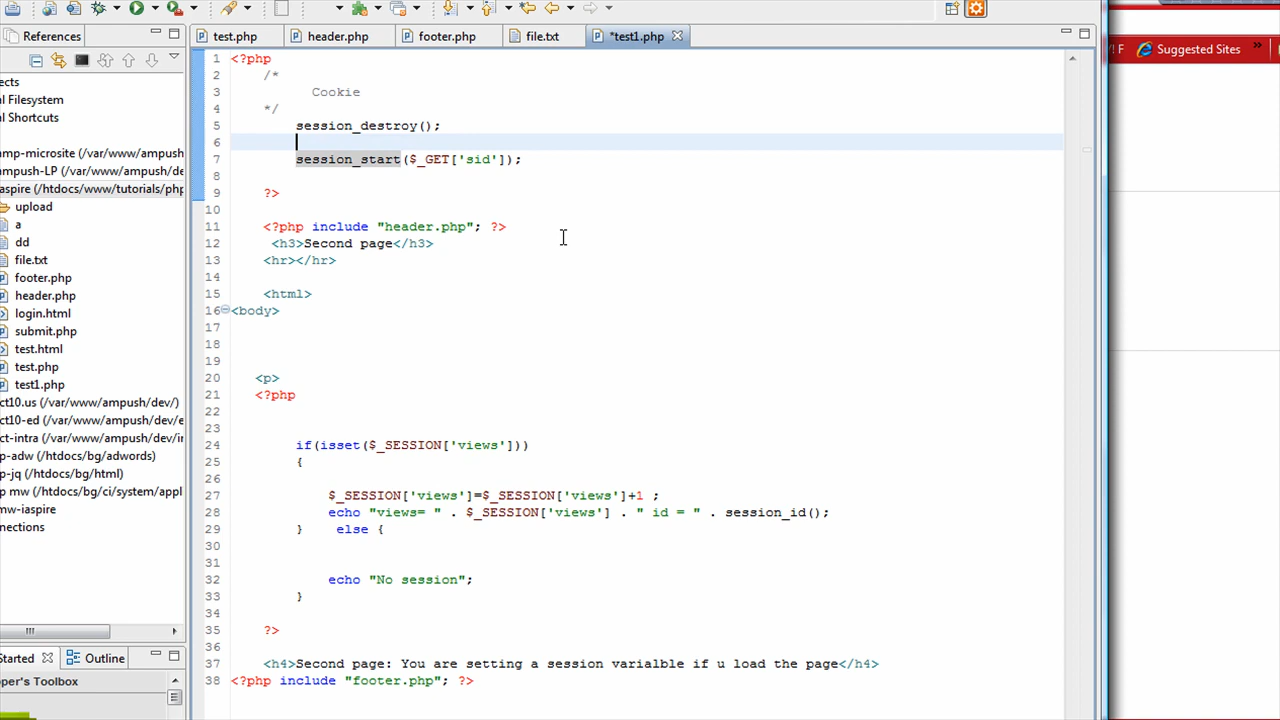 References
test.php
header.php
footer.php
file.txt
*test1.php
! F
Suggested Sites
»
ects
al Filesystem
al Shortcuts
mp-microsite (/var/www/ampush/dev/
ampush-LP (/var/www/ampush/de
aspire (/htdocs/www/tutorials/php
upload
a
dd
file.txt
footer.php
header.php
login.html
submit.php
test.html
test.php
test1.php
ct10.us (/var/www/ampush/dev/)
ct10-ed (/var/www/ampush/dev/e
ct-intra (/var/www/ampush/dev/i
p-adw (/htdocs/bg/adwords)
p-jq (/htdocs/bg/html)
p mw (/htdocs/bg/ci/system/appl
mw-iaspire
nnections
Started
Outline
per's Toolbox
1 <?php
2 /*
3 Cookie
4 */
5 session_destroy();
6
7 session_start($_GET['sid']);
8
9 ?>
10
11 <?php include "header.php"; ?>
12 <h3>Second page</h3>
13 <hr></hr>
14
15 <html>
16 <body>
17
18
19
20 <p>
21 <?php
22
23
24 if(isset($_SESSION['views']))
25 {
26
27 $_SESSION['views']=$_SESSION['views']+1 ;
28 echo "views= " . $_SESSION['views'] . " id = " . session_id();
29 } else {
30
31
32 echo "No session";
33 }
34
35 ?>
36
37 <h4>Second page: You are setting a session varialble if u load the page</h4>
38 <?php include "footer.php"; ?>